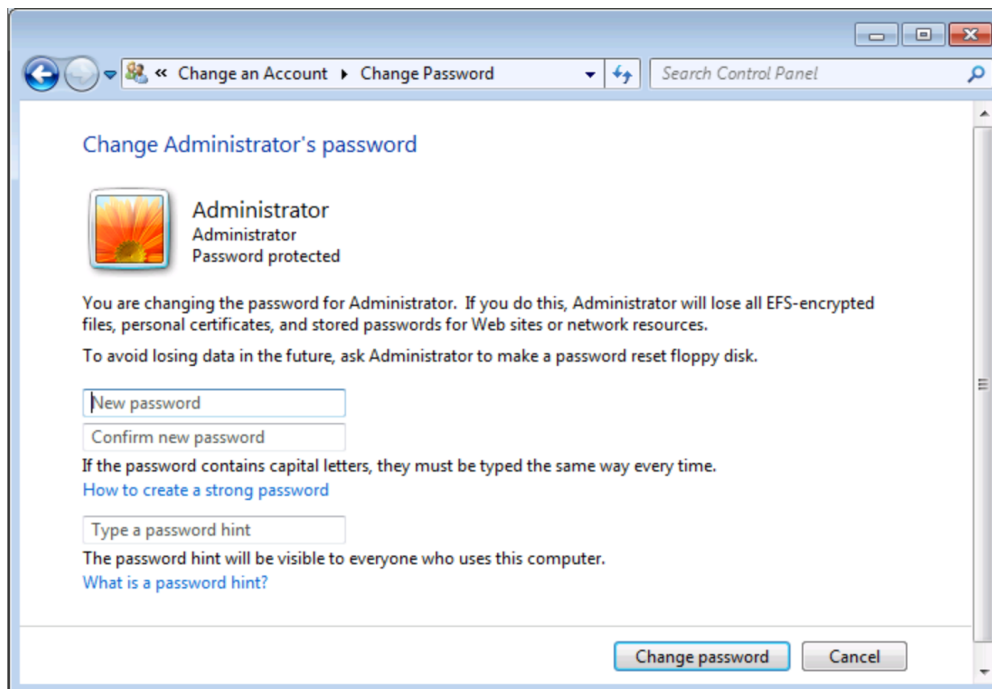 « Change an Account ▸ Change Password
Search Control Panel
Change Administrator's password
Administrator
Administrator
Password protected
You are changing the password for Administrator.  If you do this, Administrator will lose all EFS-encrypted
files, personal certificates, and stored passwords for Web sites or network resources.
To avoid losing data in the future, ask Administrator to make a password reset floppy disk.
New password
Confirm new password
If the password contains capital letters, they must be typed the same way every time.
How to create a strong password
Type a password hint
The password hint will be visible to everyone who uses this computer.
What is a password hint?
Change password
Cancel